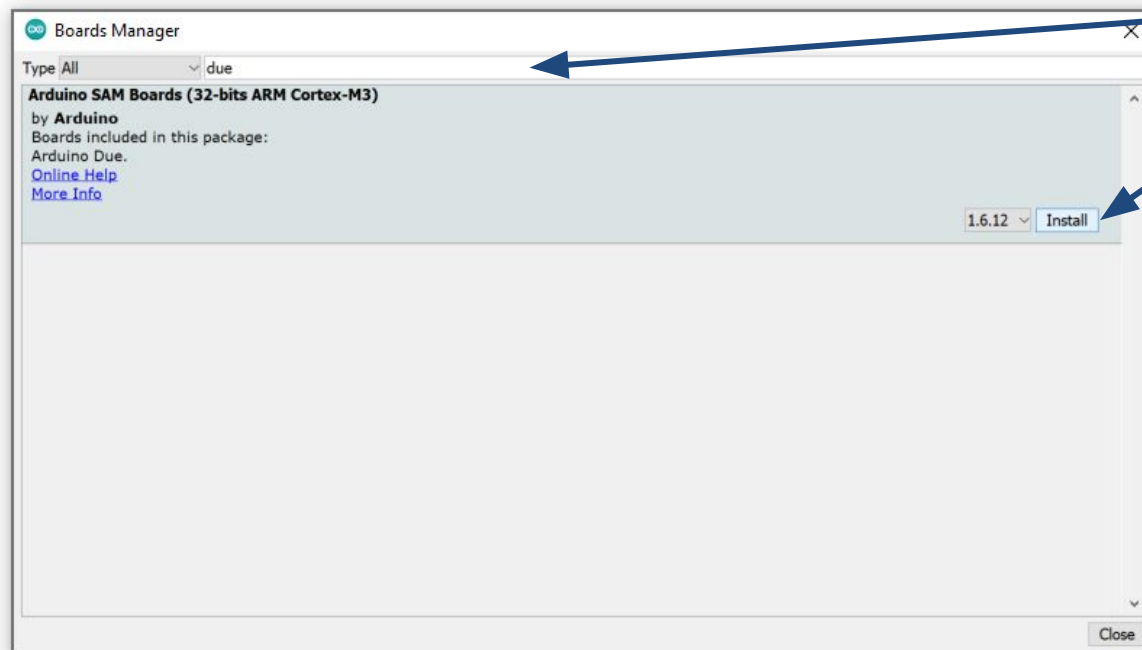 Boards Manager
Type All due
Arduino SAM Boards (32-bits ARM Cortex-M3)
by Arduino
Boards included in this package:
Arduino Due.
Online Help
More Info
1.6.12 Install
Close